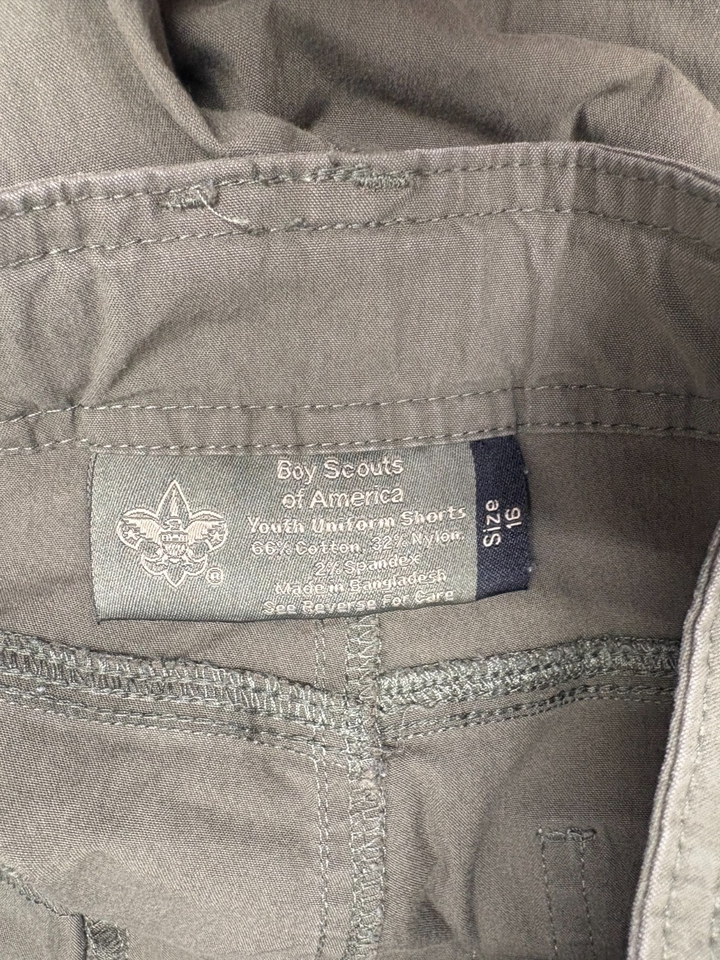 Boy Scouts
of America
Youth Uniform Shorts
66% Cotton, 32% Nylon,
2% Spandex
Made in Bangladesh
See Reverse For Care
®
Size
16